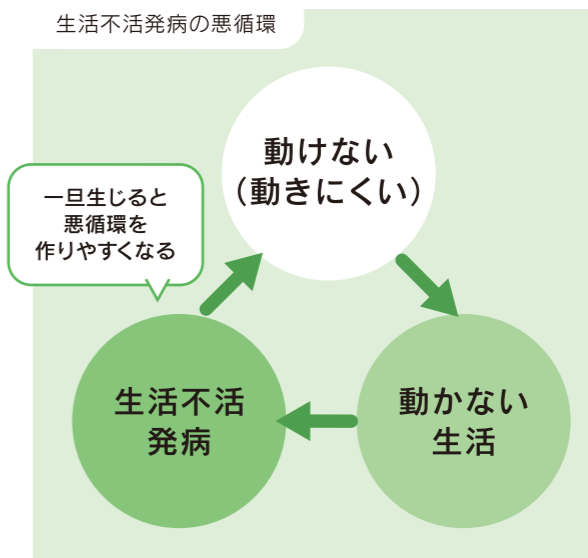 生活不活発病の悪循環
動けない
（動きにくい）
一旦生じると
悪循環を
作りやすくなる
動かない
生活
生活不活
発病